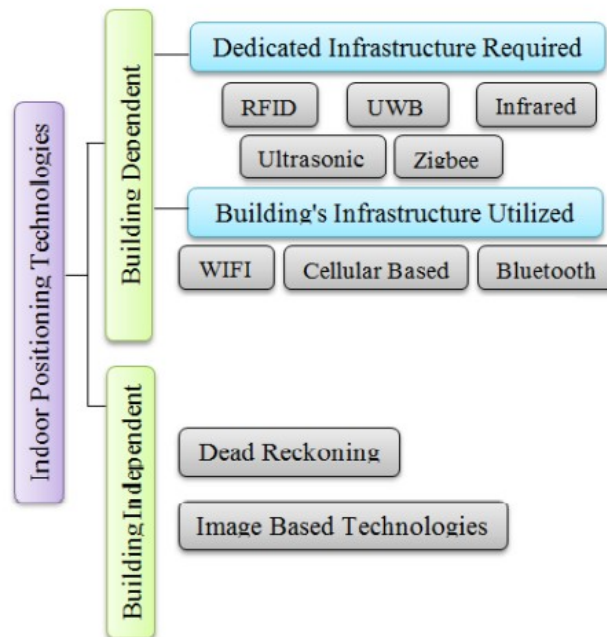 Indoor Positioning Technologies
Building Dependent
Dedicated Infrastructure Required
RFID
UWB
Infrared
Ultrasonic
Zigbee
Building's Infrastructure Utilized
WIFI
Cellular Based
Bluetooth
Building Independent
Dead Reckoning
Image Based Technologies